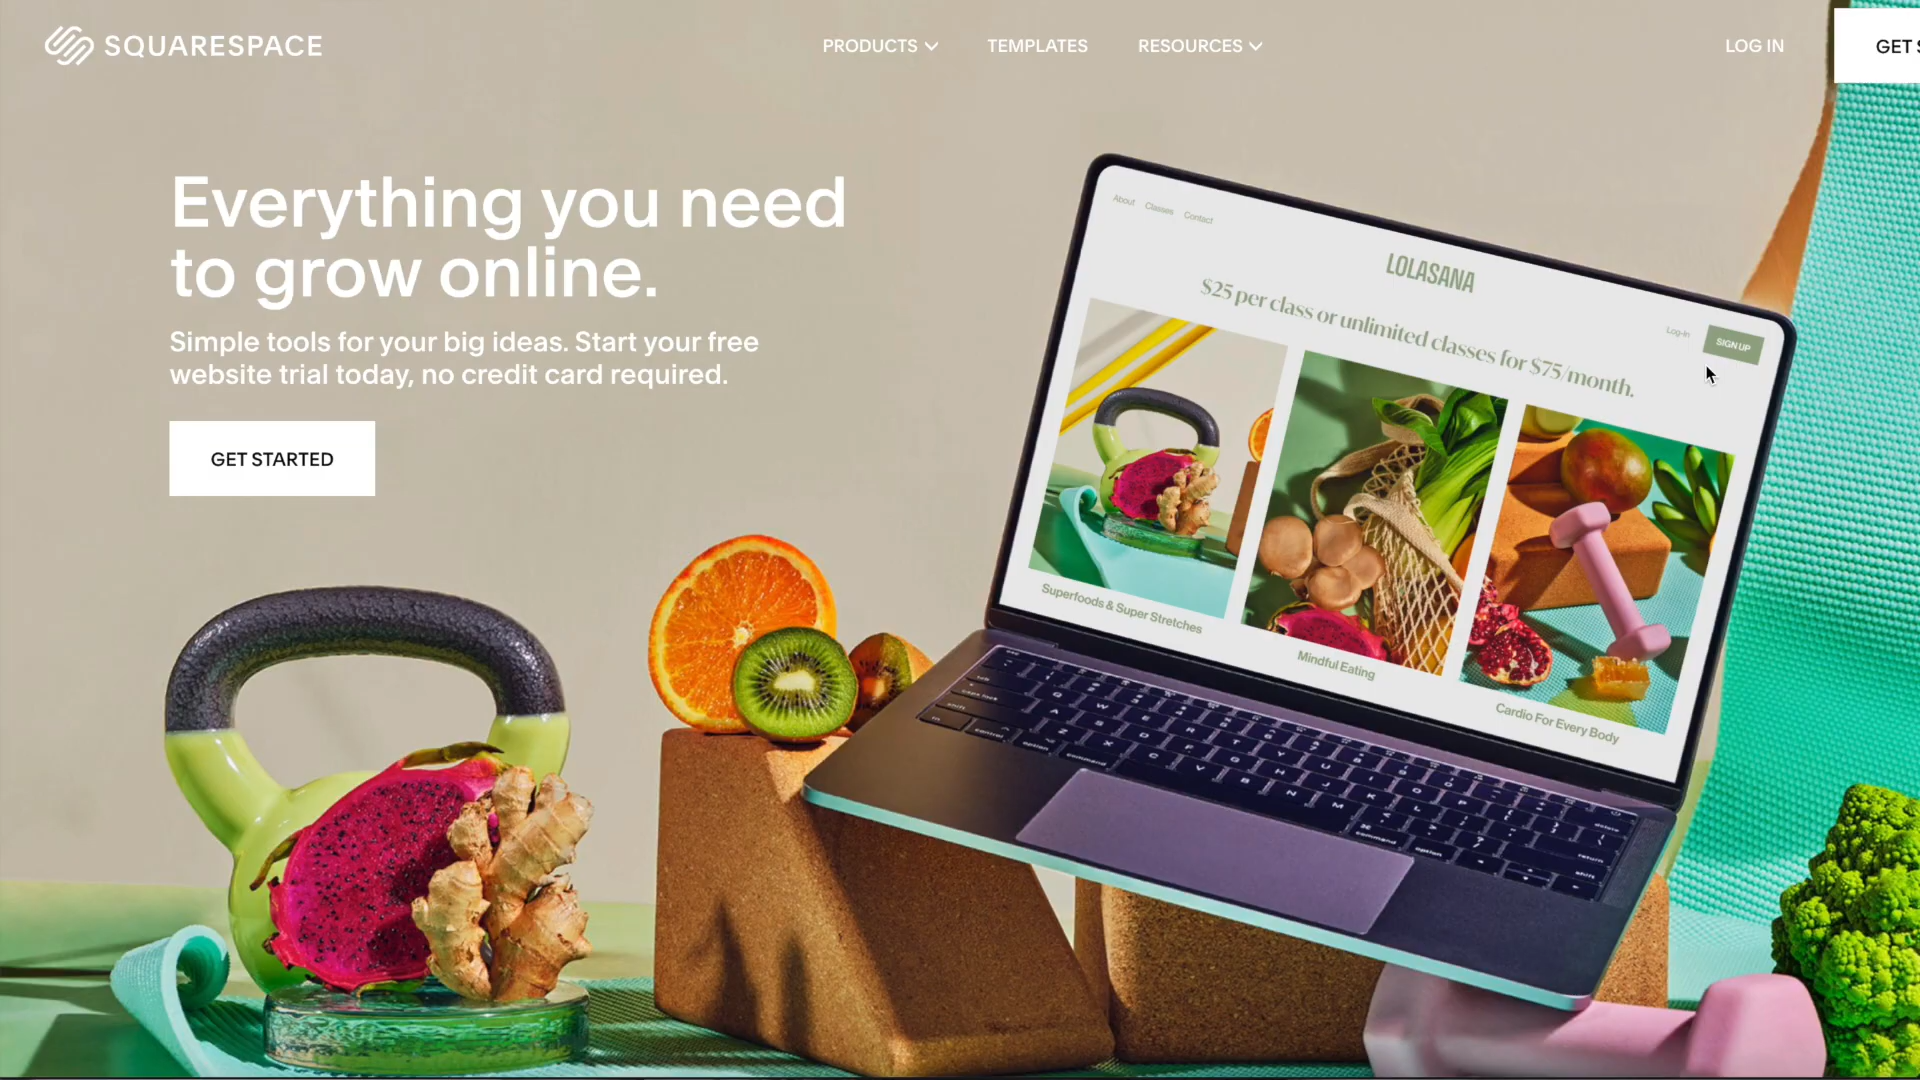 SQUARESPACE
PRODUCTS
TEMPLATES
RESOURCES
LOG IN
GET
Everything you need
to grow online.
Simple tools for your big ideas. Start your free
website trial today, no credit card required.
GET STARTED
About Classes Contact
LOLASANA
Log-in
SIGN UP
$25 per class or unlimited classes for $75/month.
Superfoods & Super Stretches
Mindful Eating
Cardio For Every Body